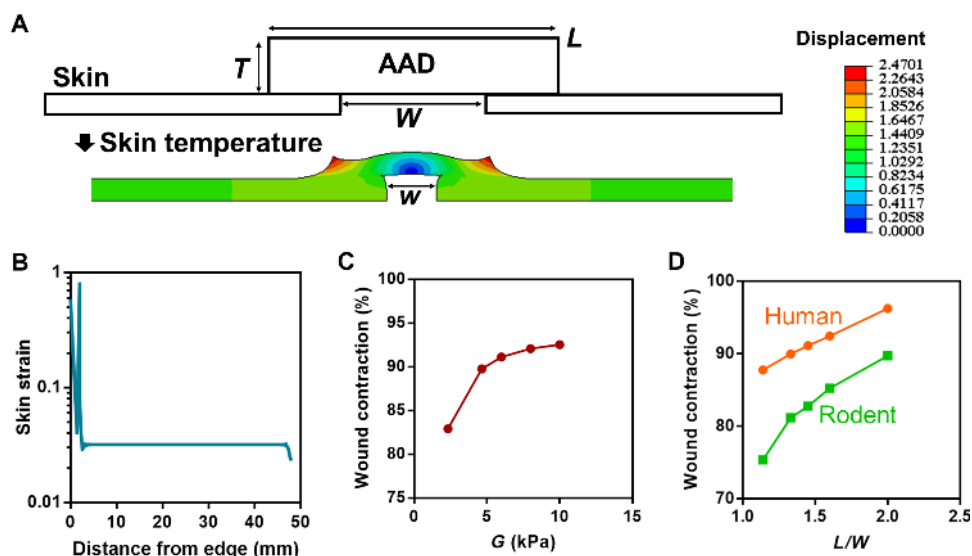 A
L
T
AAD
Skin
W
Skin temperature
w
Displacement
2.4701
2.2643
2.0584
1.8526
1.6467
1.4409
1.2351
1.0292
0.8234
0.6175
0.4117
0.2058
0.0000
B
Skin strain
1
0.1
0.01
0 10 20 30 40 50
Distance from edge (mm)
C
Wound contraction (%)
100
95
90
85
80
75
0 5 10 15
G (kPa)
D
Wound contraction (%)
100
90
80
70
Human
Rodent
1.0 1.5 2.0 2.5
L/W